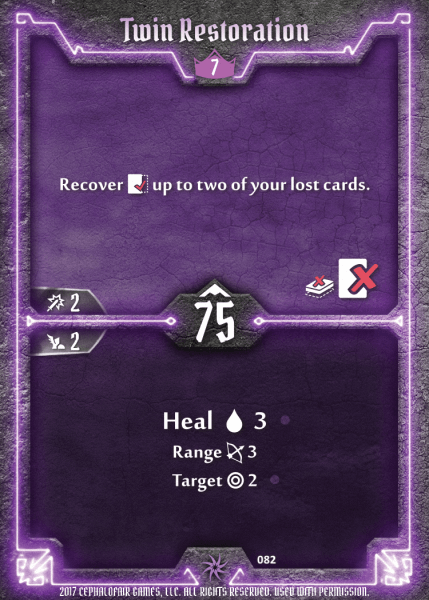 Twin Restoration
7
Recover up to two of your lost cards.
2
75
2
Heal 3
Range 3
Target 2
082
2017 CEPHALOFAIR GAMES, LLC. ALL RIGHTS RESERVED. USED WITH PERMISSION.